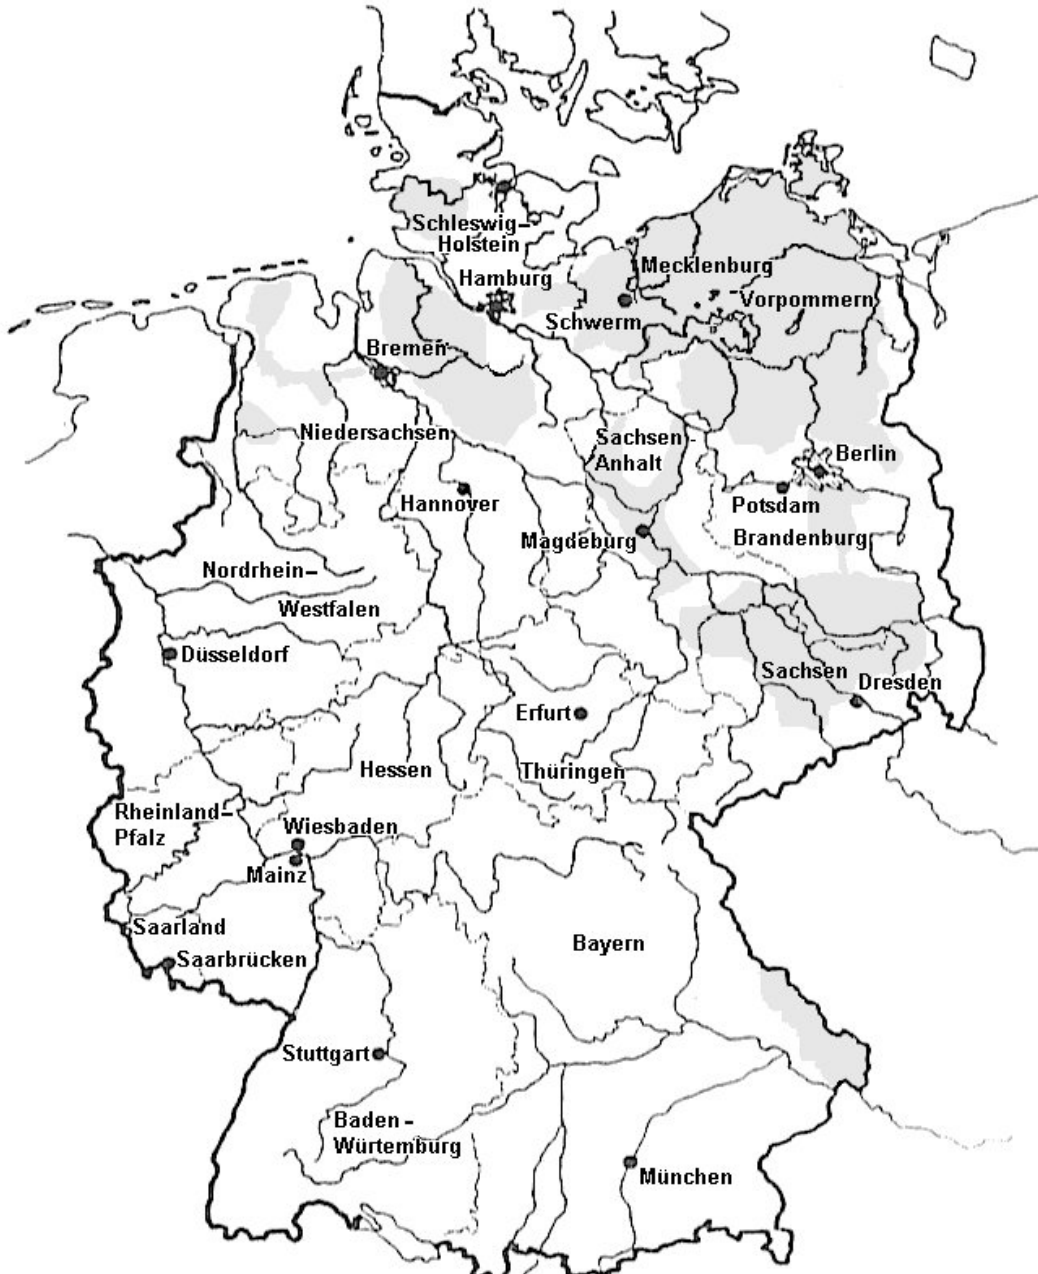 Kiel
Schleswig-
Holstein
Hamburg
Mecklenburg
-Vorpommern
Schwerm
Bremen
Niedersachsen
Sachsen-
Anhalt
Berlin
Hannover
Potsdam
Magdeburg
Brandenburg
Nordrhein-
Westfalen
Düsseldorf
Sachsen
Dresden
Erfurt
Hessen
Thüringen
Rheinland-
Pfalz
Wiesbaden
Mainz
Saarland
Saarbrücken
Bayern
Stuttgart
Baden-
Würtemburg
München